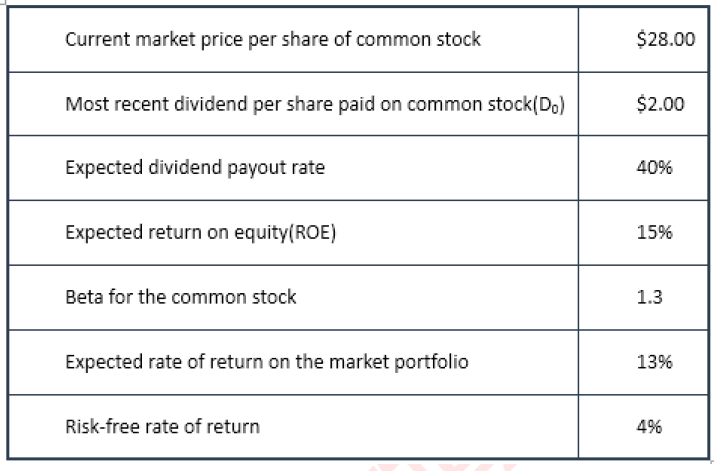 Current market price per share of common stock $28.00
Most recent dividend per share paid on common stock(D₀) $2.00
Expected dividend payout rate 40%
Expected return on equity(ROE) 15%
Beta for the common stock 1.3
Expected rate of return on the market portfolio 13%
Risk-free rate of return 4%